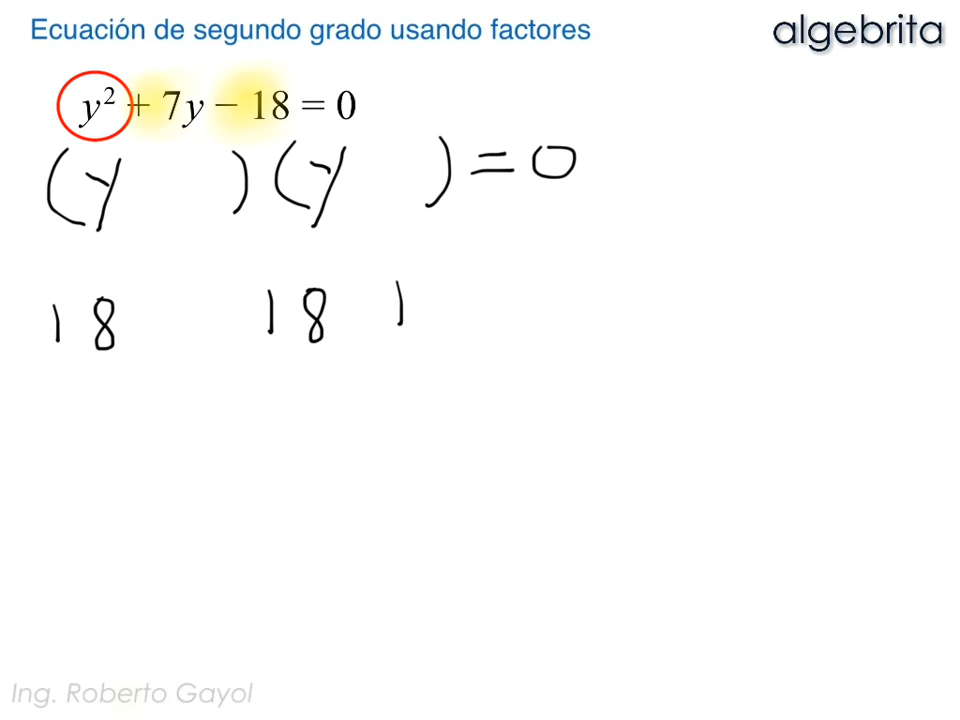 Ecuación de segundo grado usando factores
algebrita
y² + 7y − 18 = 0
(y ) (y ) = 0
18 18 1
Ing. Roberto Gayol